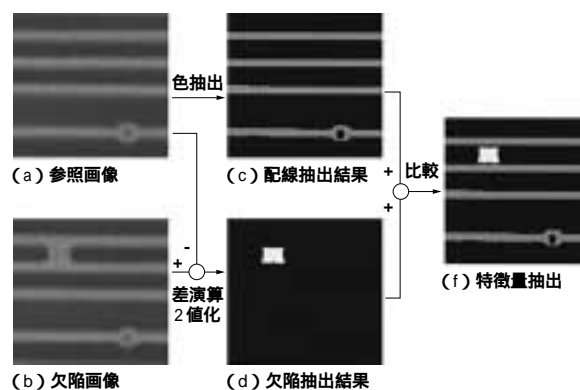 色抽出
（a）参照画像
（c）配線抽出結果
+
比較
+
-
+
差演算
2値化
（f）特徴量抽出
（b）欠陥画像
（d）欠陥抽出結果